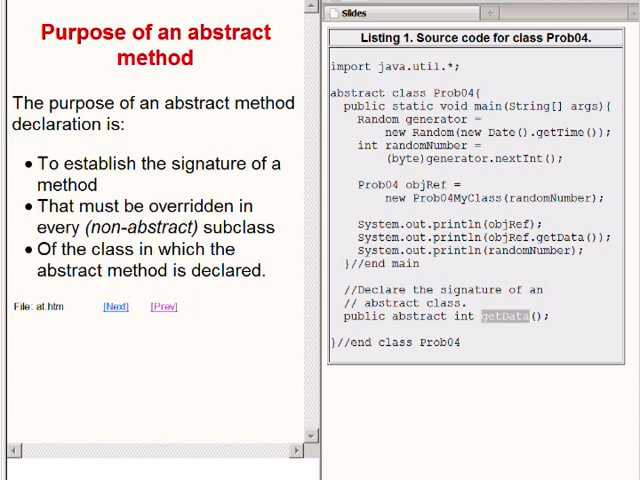 Purpose of an abstract
method
The purpose of an abstract method
declaration is:
• To establish the signature of a
method
• That must be overridden in
every (non-abstract) subclass
• Of the class in which the
abstract method is declared.
File: at.htm [Next] [Prev]
Slides
Listing 1. Source code for class Prob04.
import java.util.*;
abstract class Prob04{
public static void main(String[] args){
Random generator =
new Random(new Date().getTime());
int randomNumber =
(byte)generator.nextInt();
Prob04 objRef =
new Prob04MyClass(randomNumber);
System.out.println(objRef);
System.out.println(objRef.getData());
System.out.println(randomNumber);
}//end main
//Declare the signature of an
// abstract class.
public abstract int getData();
}//end class Prob04